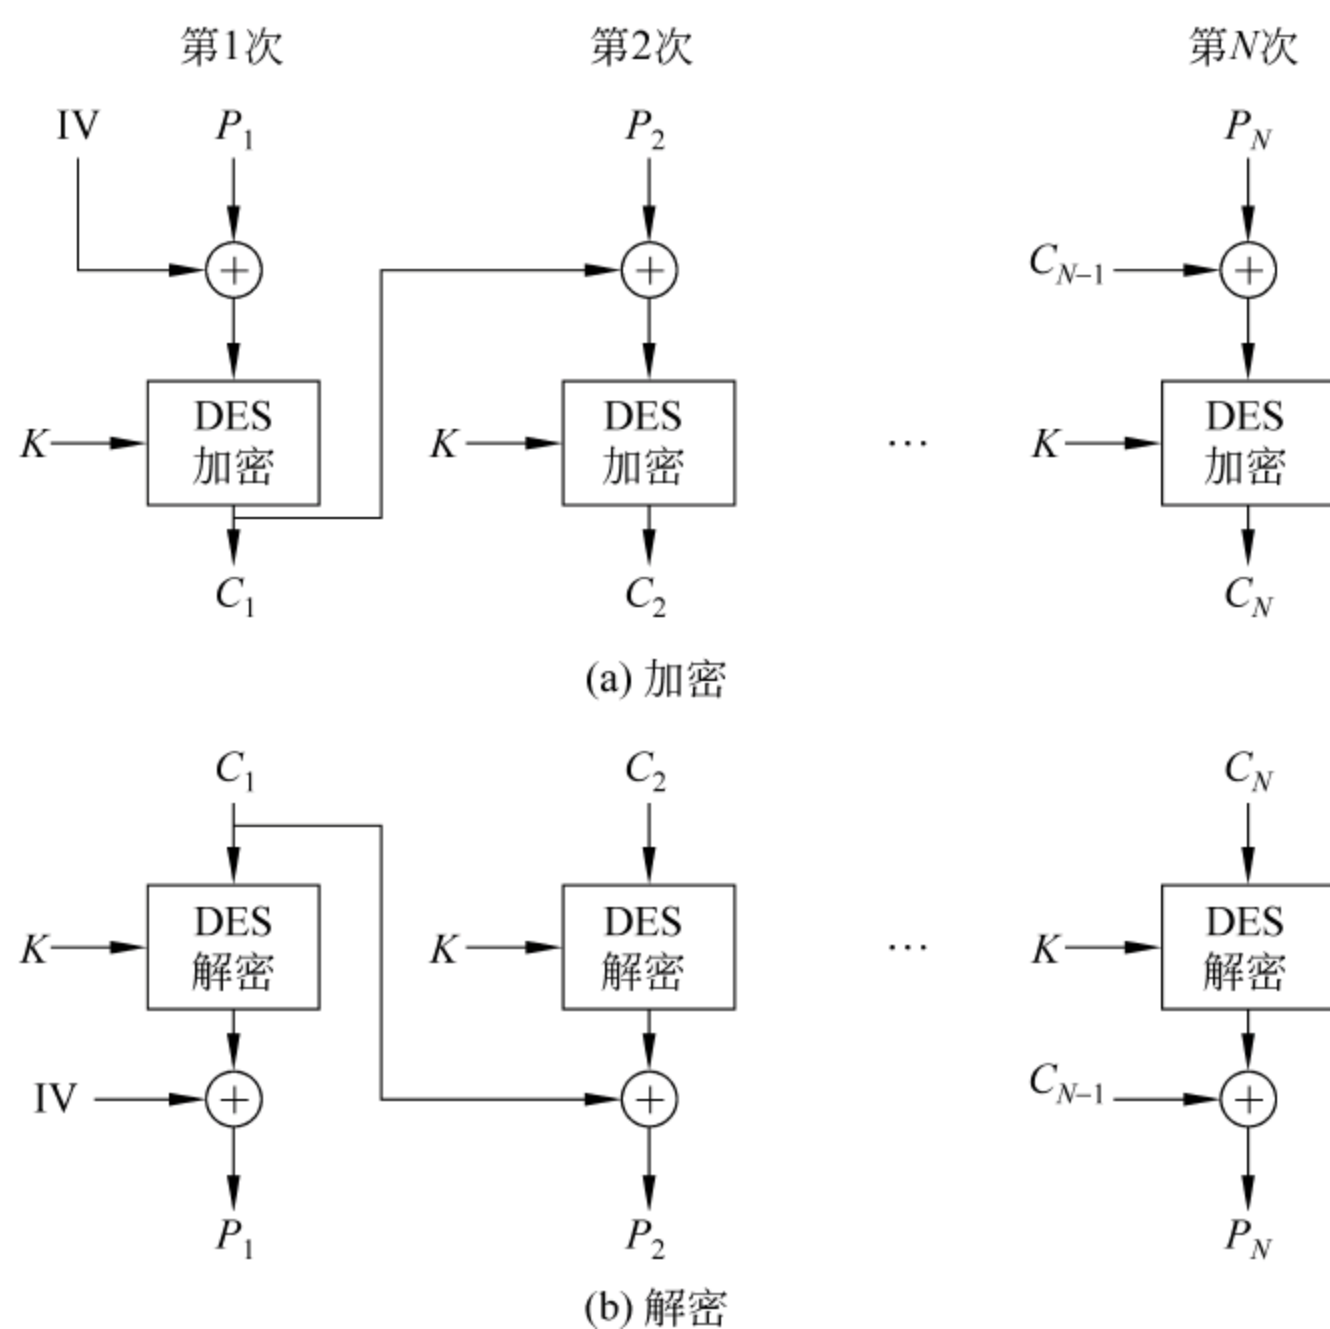 第1次 第2次 第N次
IV P1 P2 PN
CN−1
DES DES DES
K 加密 K 加密 … K 加密
C1 C2 CN
(a) 加密
C1 C2 CN
DES DES DES
K 解密 K 解密 … K 解密
IV CN−1
P1 P2 PN
(b) 解密